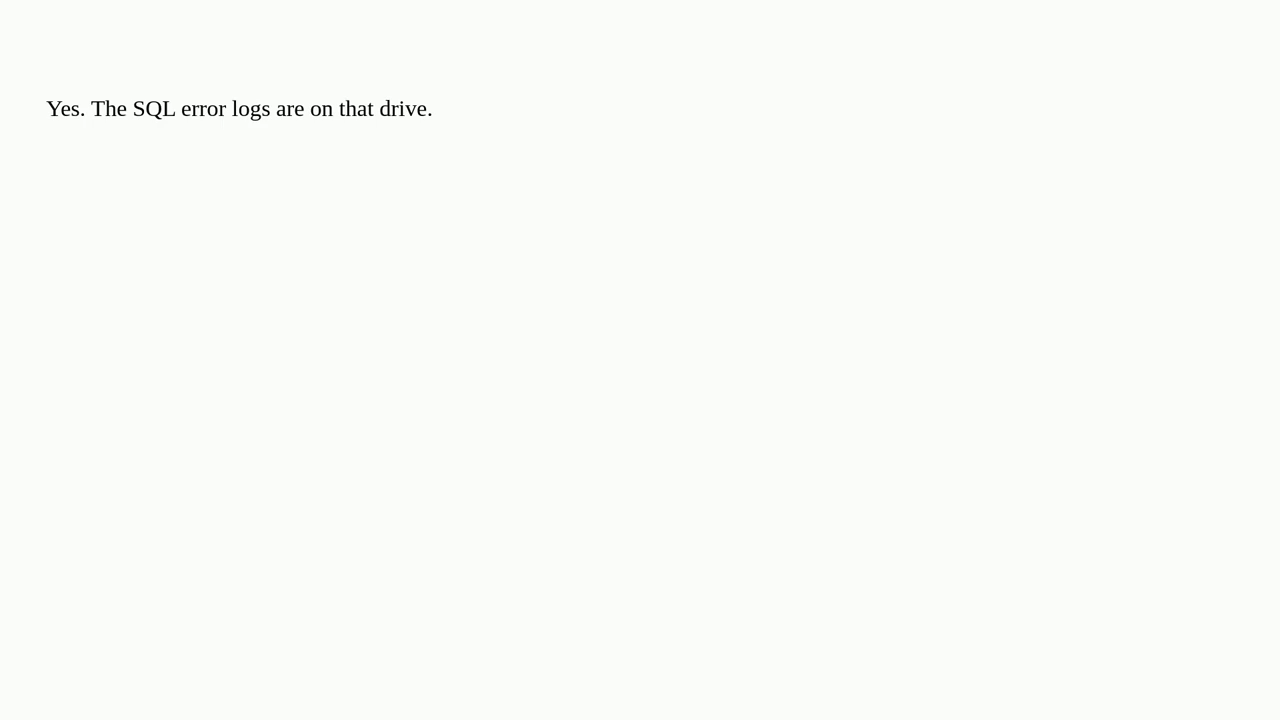 Yes. The SQL error logs are on that drive.